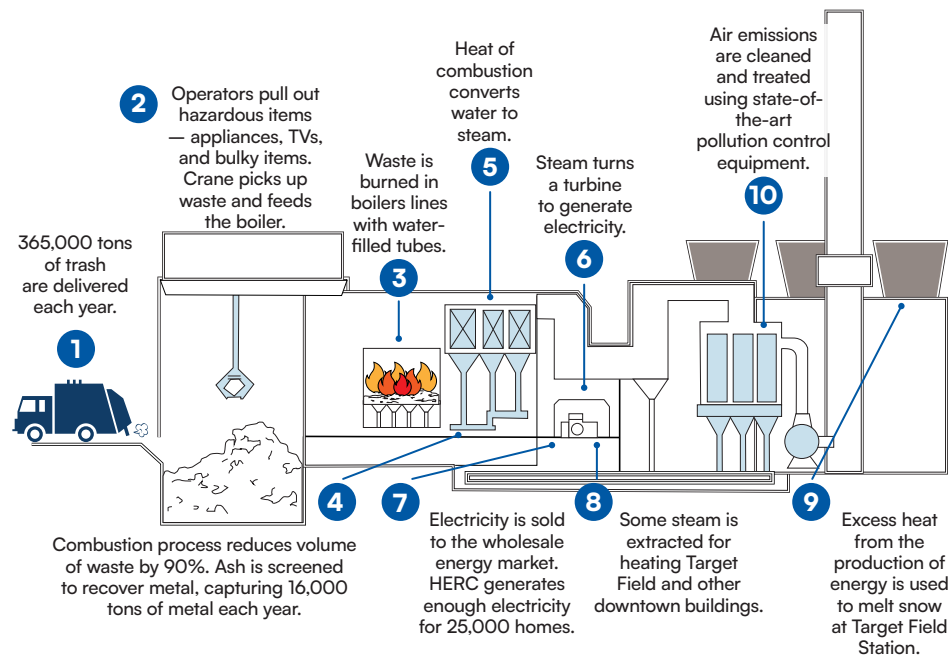 1
365,000 tons
of trash
are delivered
each year.
2
Operators pull out
hazardous items
— appliances, TVs,
and bulky items.
Crane picks up
waste and feeds
the boiler.
3
Waste is
burned in
boilers lines
with water-
filled tubes.
4
Combustion process reduces volume
of waste by 90%. Ash is screened
to recover metal, capturing 16,000
tons of metal each year.
5
Heat of
combustion
converts
water to
steam.
6
Steam turns
a turbine
to generate
electricity.
7
Electricity is sold
to the wholesale
energy market.
HERC generates
enough electricity
for 25,000 homes.
8
Some steam is
extracted for
heating Target
Field and other
downtown buildings.
9
Excess heat
from the
production of
energy is used
to melt snow
at Target Field
Station.
10
Air emissions
are cleaned
and treated
using state-of-
the-art
pollution control
equipment.